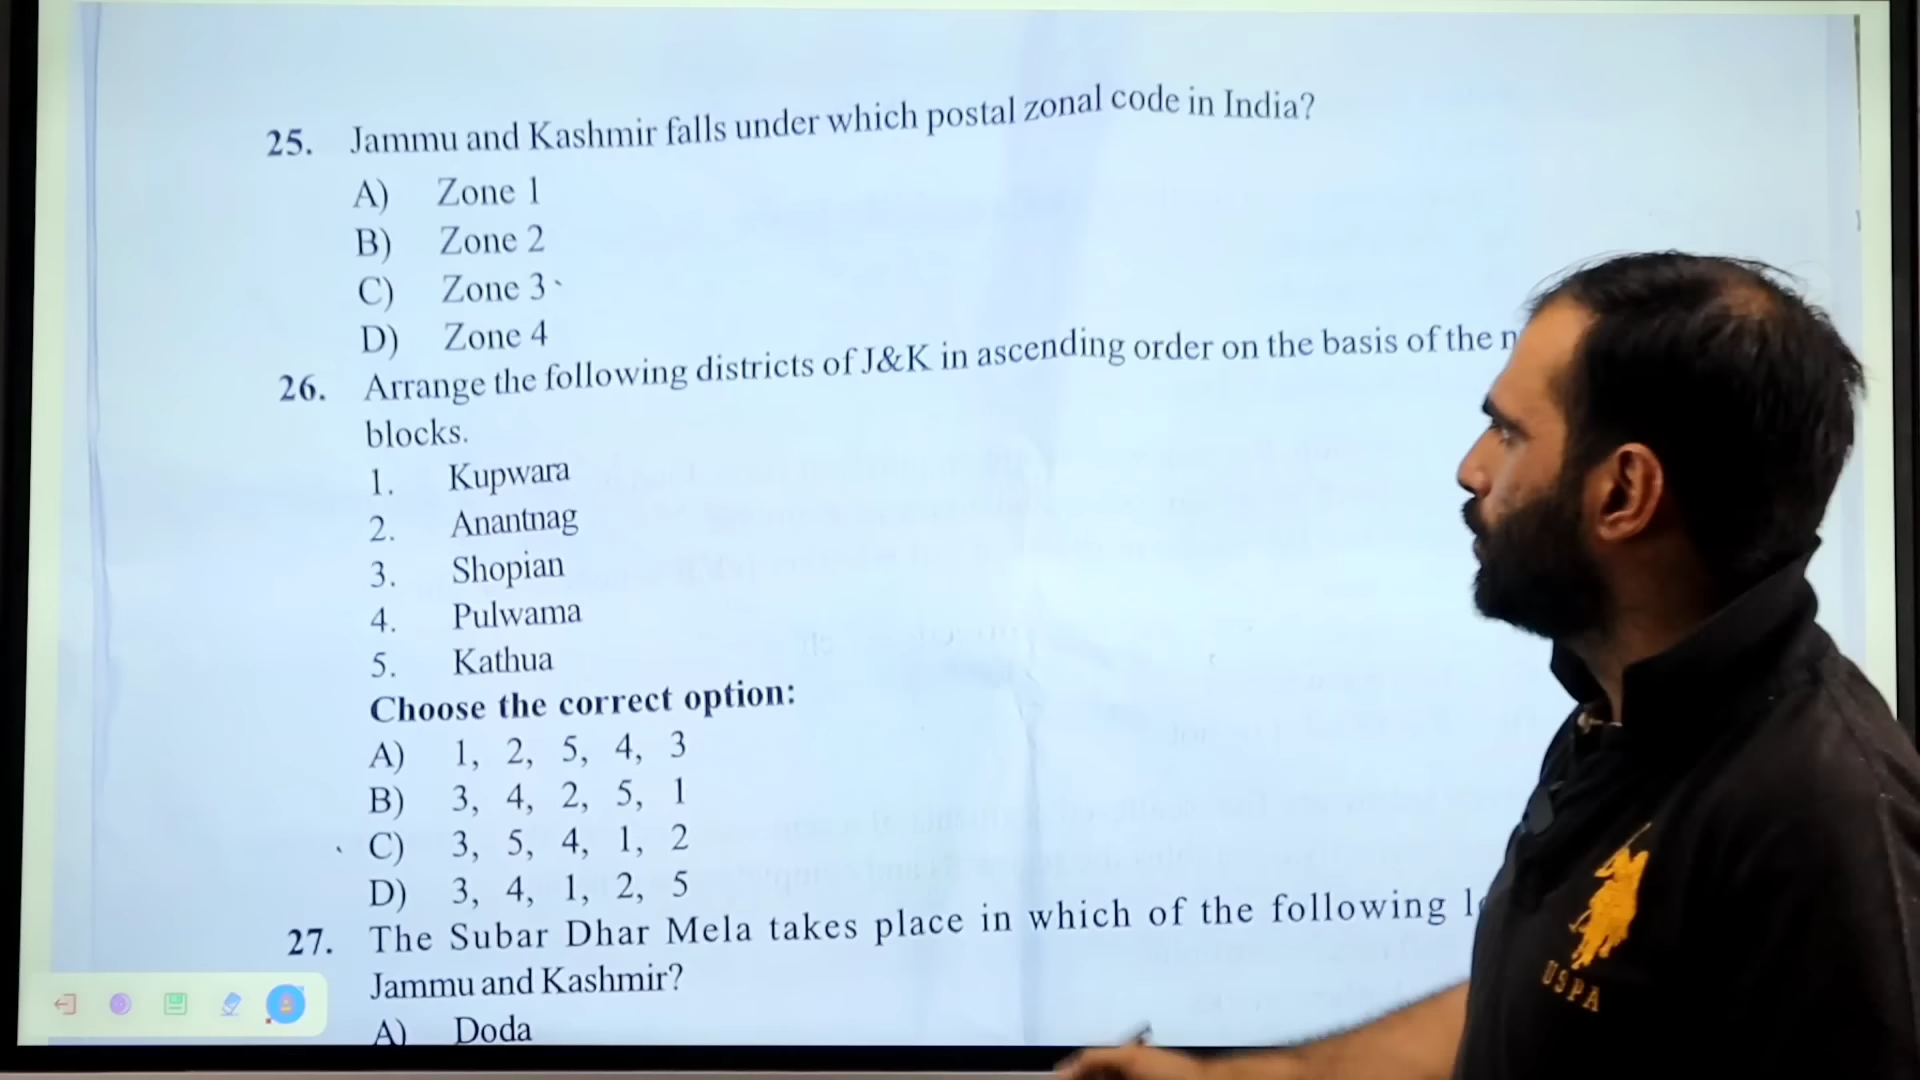 25. Jammu and Kashmir falls under which postal zonal code in India?
A) Zone 1
B) Zone 2
C) Zone 3
D) Zone 4
26. Arrange the following districts of J&K in ascending order on the basis of the
blocks.
1. Kupwara
2. Anantnag
3. Shopian
4. Pulwama
5. Kathua
Choose the correct option:
A) 1, 2, 5, 4, 3
B) 3, 4, 2, 5, 1
C) 3, 5, 4, 1, 2
D) 3, 4, 1, 2, 5
27. The Subar Dhar Mela takes place in which of the following
Jammu and Kashmir?
A) Doda
USPA